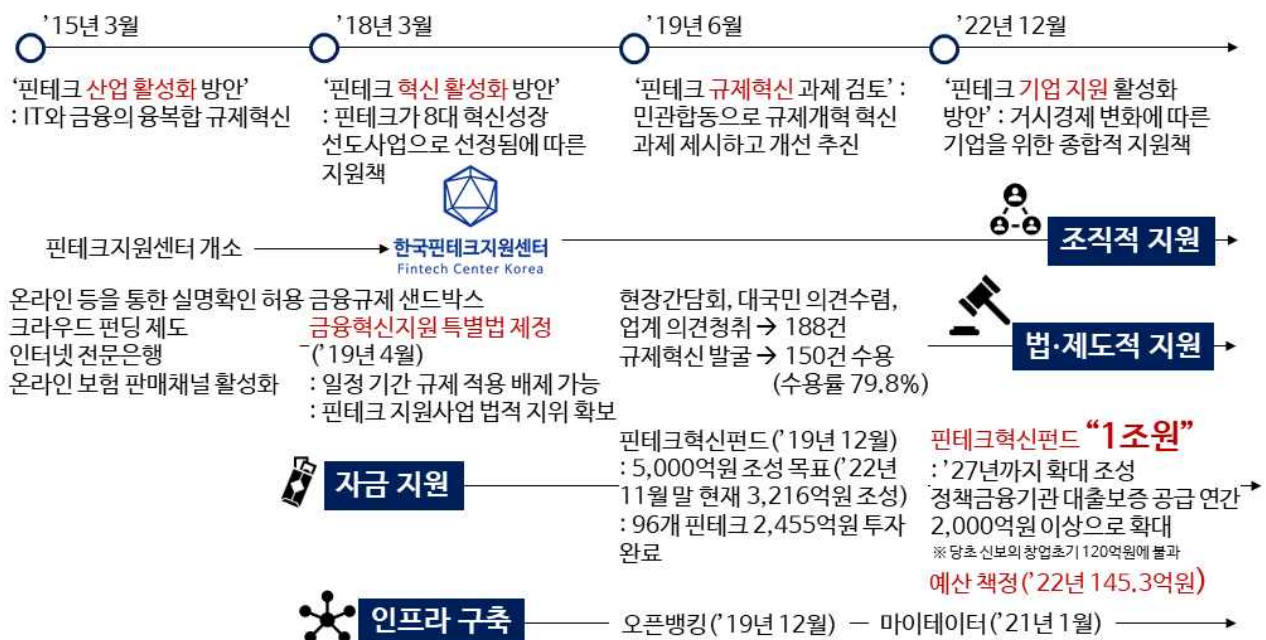 '15년 3월
'18년 3월
'19년 6월
'22년 12월
‘핀테크 산업 활성화 방안’
: IT와 금융의 융복합 규제혁신
‘핀테크 혁신 활성화 방안’
: 핀테크가 8대 혁신성장
선도사업으로 선정됨에 따른
지원책
‘핀테크 규제혁신 과제 검토’ :
민관합동으로 규제개혁 혁신
과제 제시하고 개선 추진
‘핀테크 기업 지원 활성화
방안’ : 거시경제 변화에 따른
기업을 위한 종합적 지원책
핀테크지원센터 개소
한국핀테크지원센터
Fintech Center Korea
조직적 지원
온라인 등을 통한 실명확인 허용
크라우드 펀딩 제도
인터넷 전문은행
온라인 보험 판매채널 활성화
금융규제 샌드박스
금융혁신지원 특별법 제정
(’19년 4월)
: 일정 기간 규제 적용 배제 가능
: 핀테크 지원사업 법적 지위 확보
현장간담회, 대국민 의견수렴,
업계 의견청취 → 188건
규제혁신 발굴 → 150건 수용
(수용률 79.8%)
법·제도적 지원
자금 지원
핀테크혁신펀드(’19년 12월)
: 5,000억원 조성 목표(’22년
11월 말 현재 3,216억원 조성)
: 96개 핀테크 2,455억원 투자
완료
핀테크혁신펀드 “1조원”
: ’27년까지 확대 조성
정책금융기관 대출보증 공급 연간
2,000억원 이상으로 확대
※ 당초 신보의 창업초기 120억원에 불과
예산 책정(’22년 145.3억원)
인프라 구축
오픈뱅킹(’19년 12월) — 마이테이터(’21년 1월)